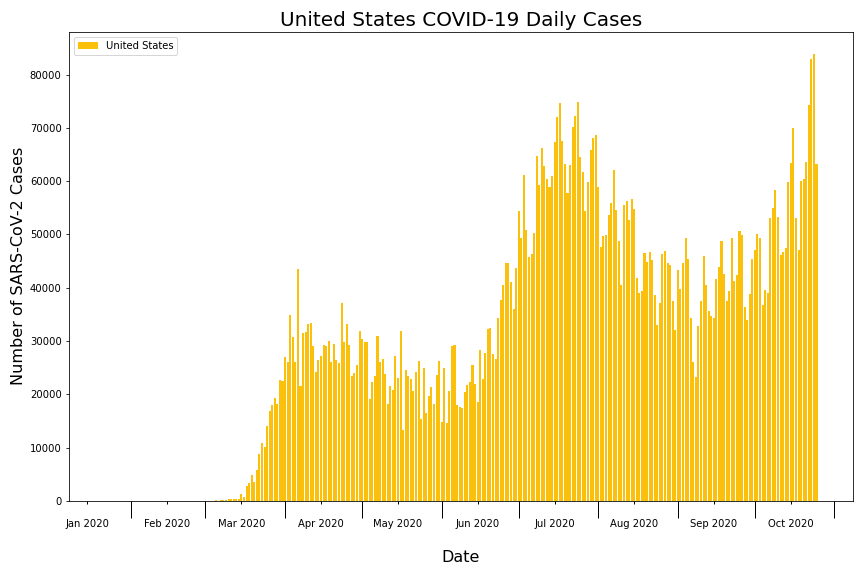 United States COVID-19 Daily Cases
United States
Number of SARS-CoV-2 Cases
80000
70000
60000
50000
40000
30000
20000
10000
0
Jan 2020 Feb 2020 Mar 2020 Apr 2020 May 2020 Jun 2020 Jul 2020 Aug 2020 Sep 2020 Oct 2020
Date